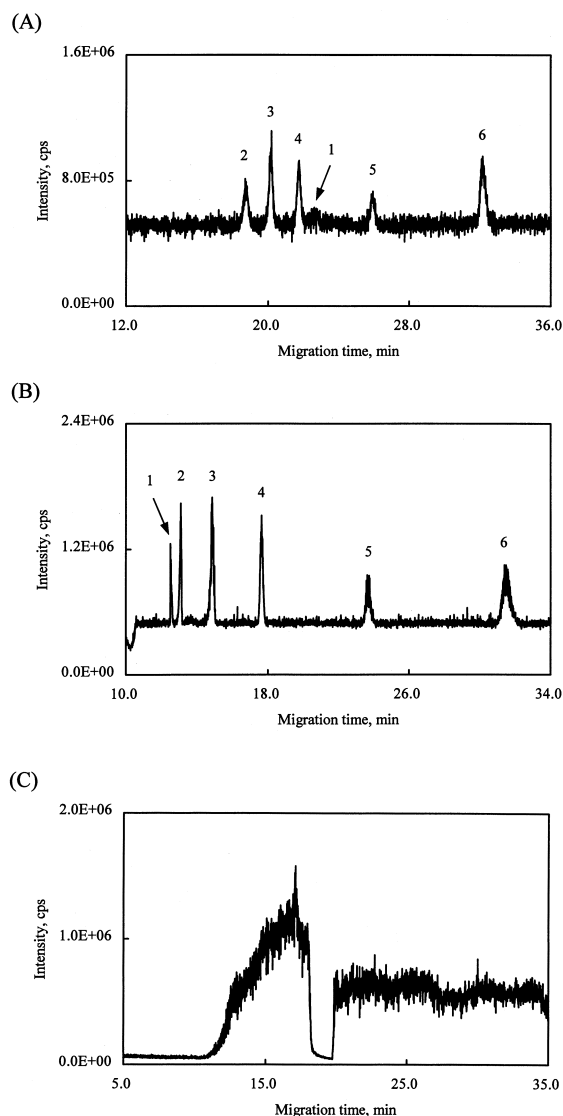 (A)
1.6E+06
3
6
4
1
2
5
8.0E+05
Intensity, cps
0.0E+00
12.0 20.0 28.0 36.0
Migration time, min
(B)
2.4E+06
1 2 3
4
5 6
1.2E+06
Intensity, cps
0.0E+00
10.0 18.0 26.0 34.0
Migration time, min
(C)
2.0E+06
1.0E+06
Intensity, cps
0.0E+00
5.0 15.0 25.0 35.0
Migration time, min